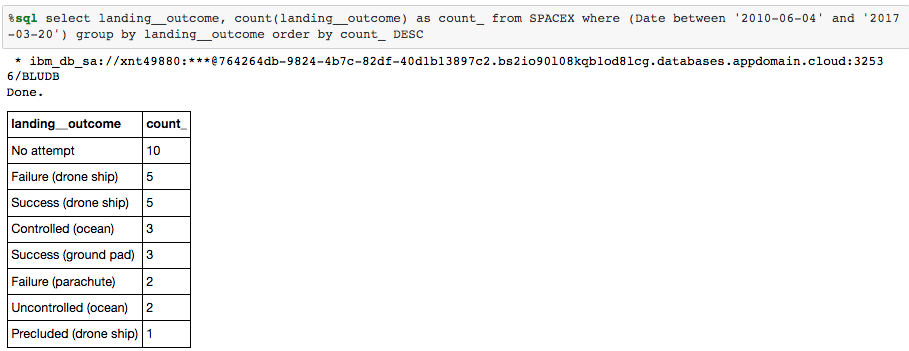 %sql select landing__outcome, count(landing__outcome) as count_ from SPACEX where (Date between '2010-06-04' and '2017
-03-20') group by landing__outcome order by count_ DESC
* ibm_db_sa://xnt49880:***@764264db-9824-4b7c-82df-40d1b13897c2.bs2io90l08kqb1od8lcg.databases.appdomain.cloud:3253
6/BLUDB
Done.
landing__outcome count_
No attempt 10
Failure (drone ship) 5
Success (drone ship) 5
Controlled (ocean) 3
Success (ground pad) 3
Failure (parachute) 2
Uncontrolled (ocean) 2
Precluded (drone ship) 1